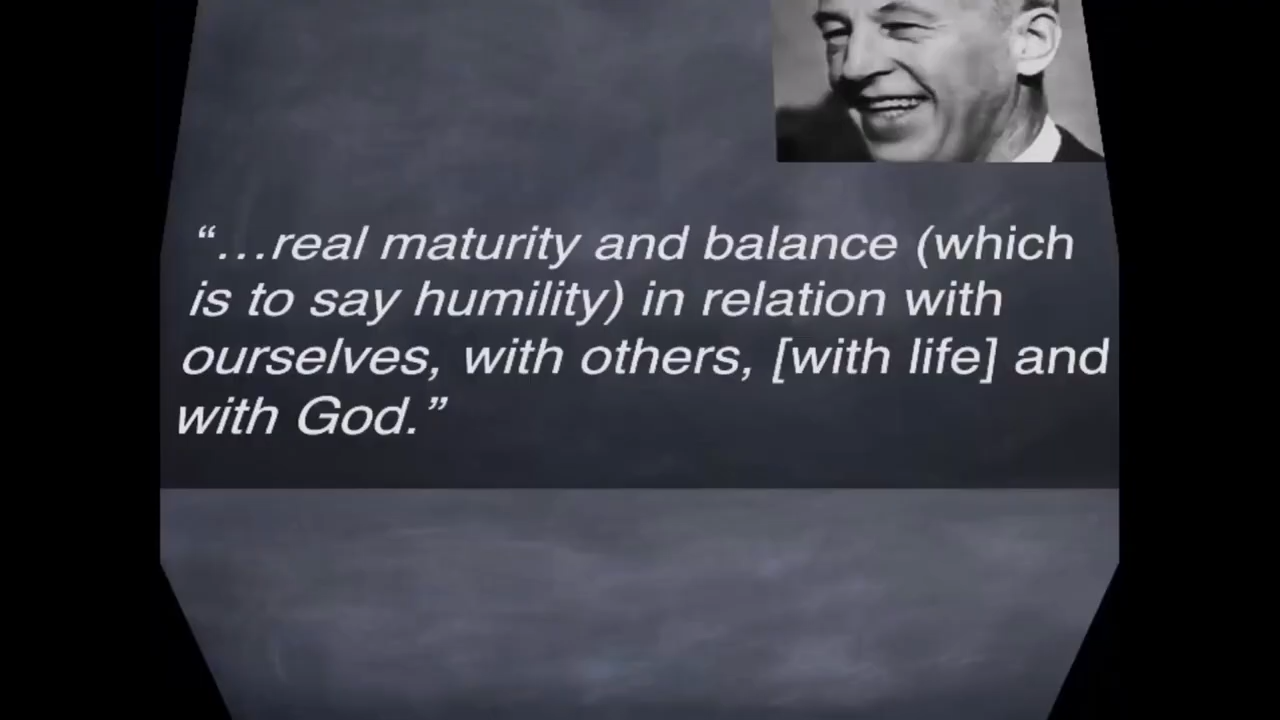 “...real maturity and balance (which
is to say humility) in relation with
ourselves, with others, [with life] and
with God.”